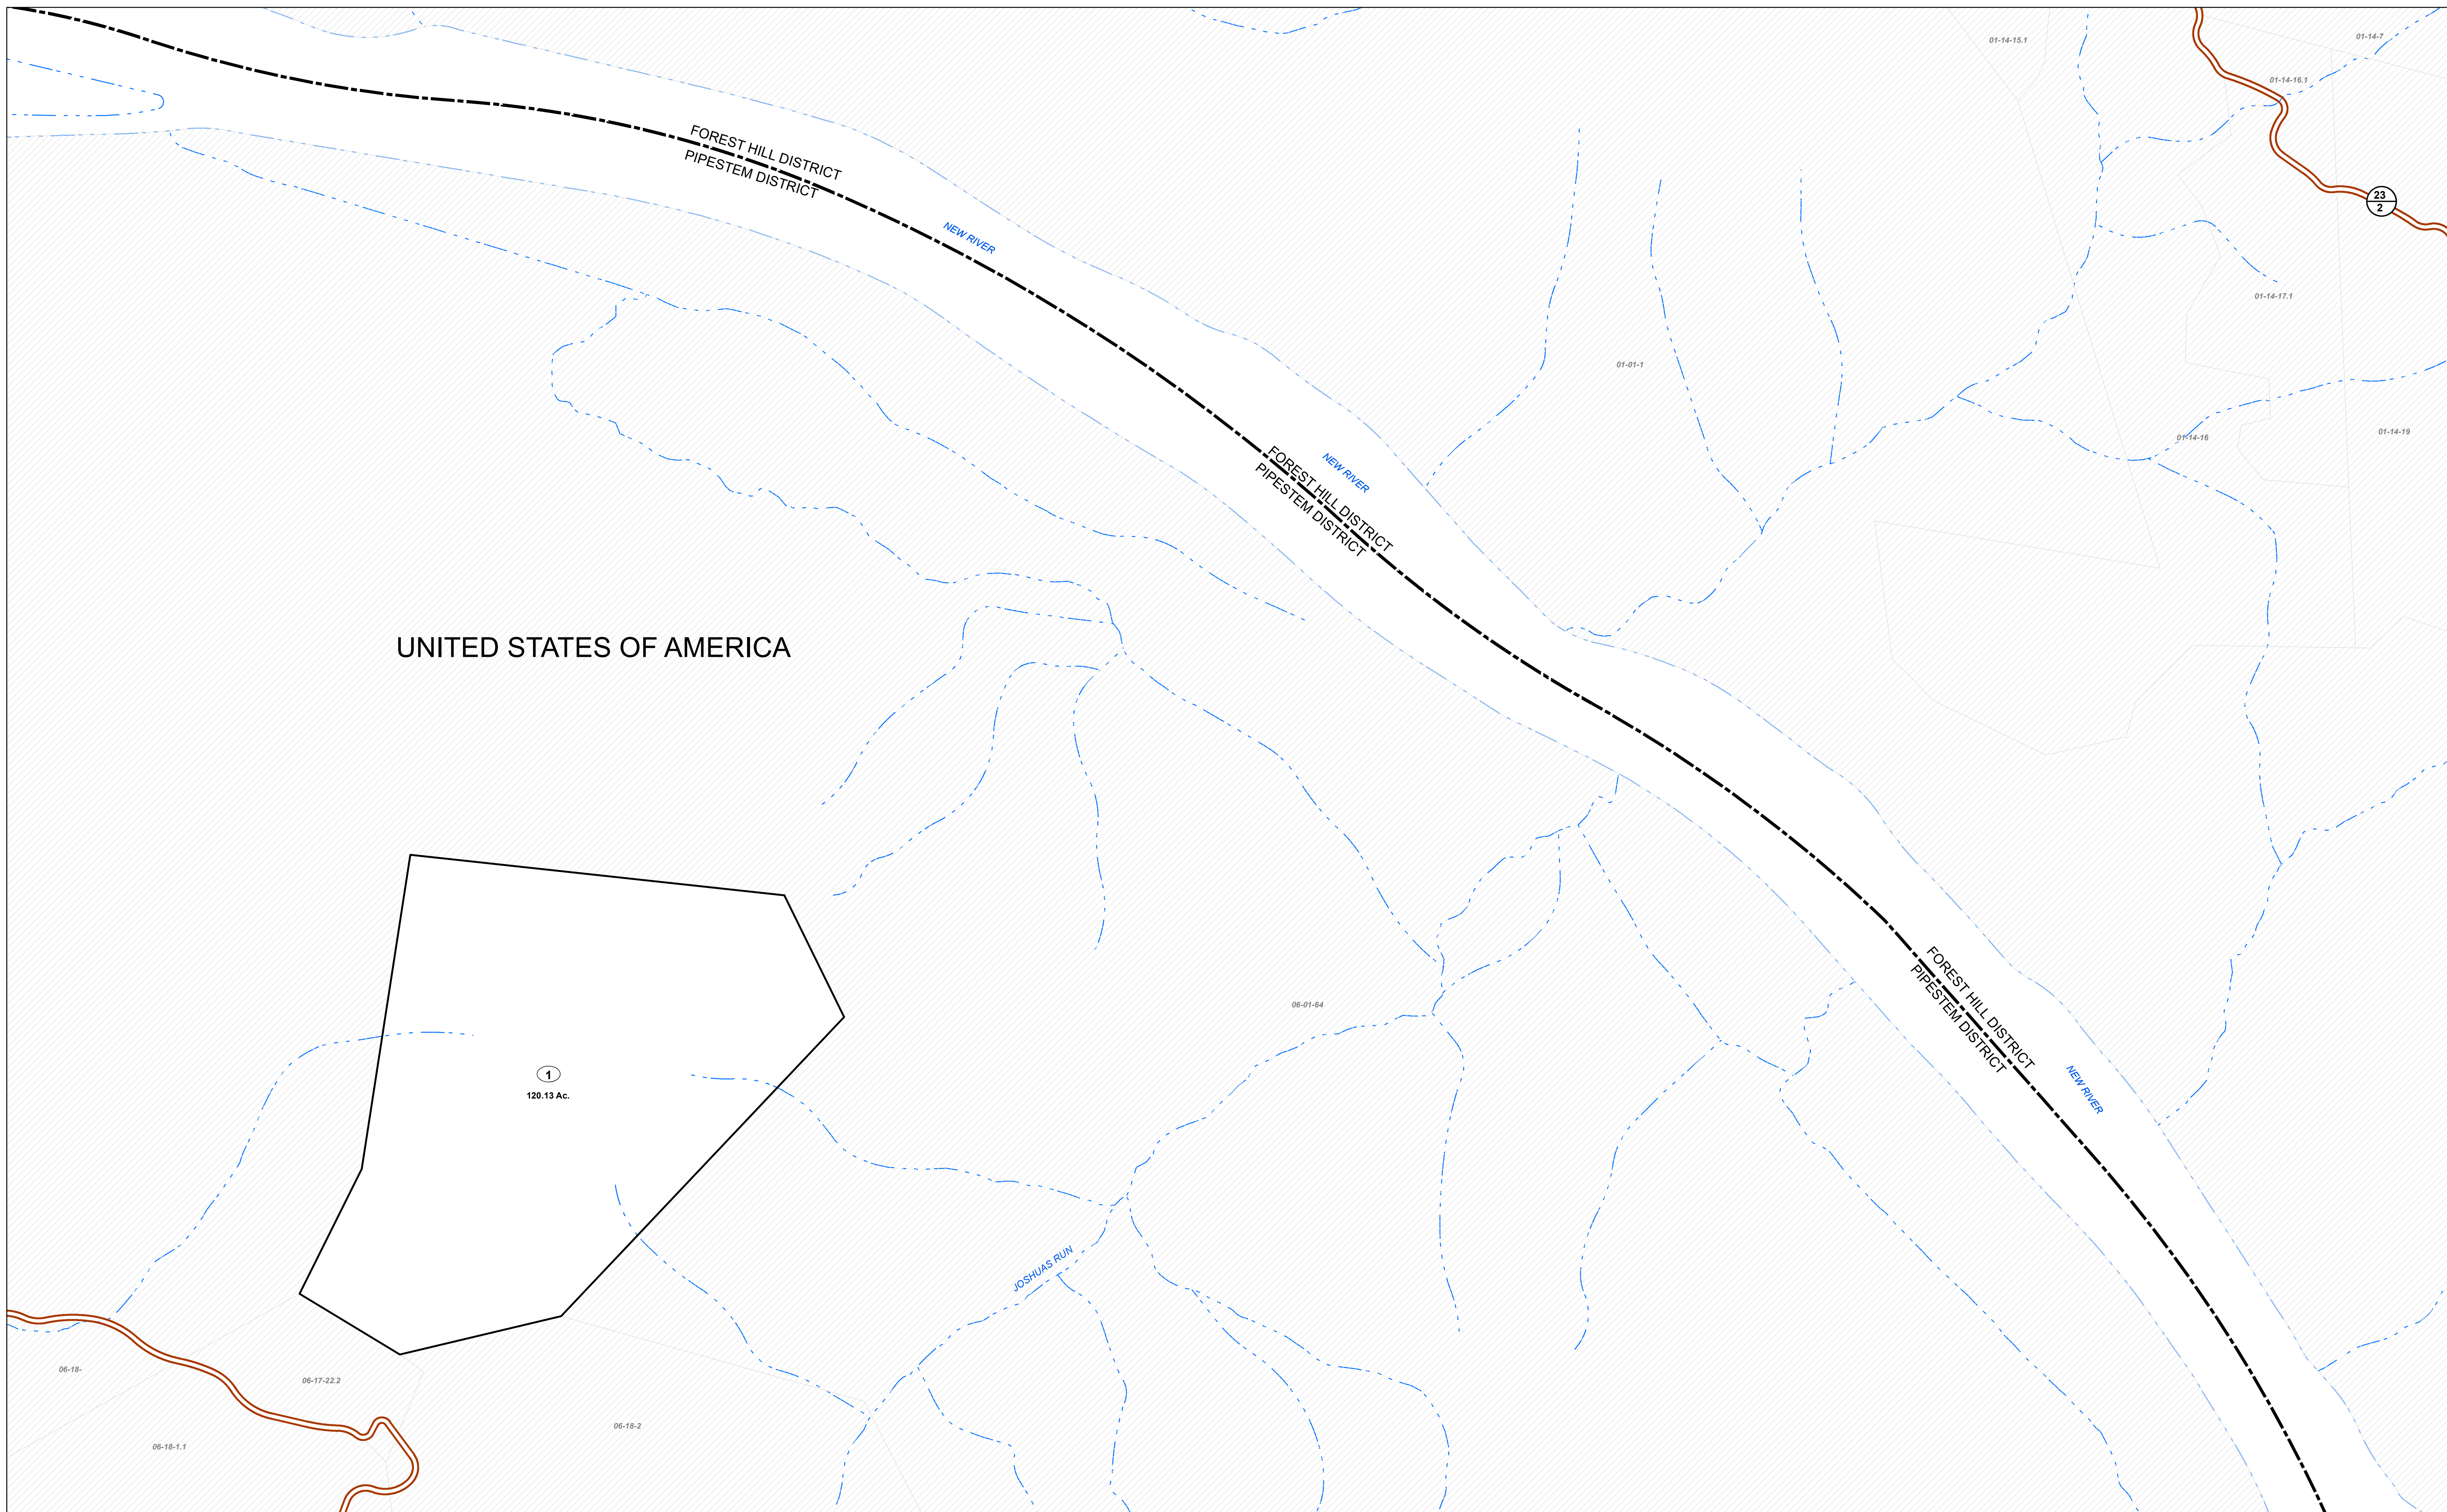 01-14-15.1
01-14-7
01-14-16.1
FOREST HILL DISTRICT
PIPESTEM DISTRICT
23
2
NEW RIVER
01-14-17.1
01-01-1
01-14-16
01-14-19
NEW RIVER
FOREST HILL DISTRICT
PIPESTEM DISTRICT
UNITED STATES OF AMERICA
06-01-64
FOREST HILL DISTRICT
PIPESTEM DISTRICT
NEW RIVER
1
120.13 Ac.
JOSHUAS RUN
06-18-
06-17-22.2
06-18-2
06-18-1.1